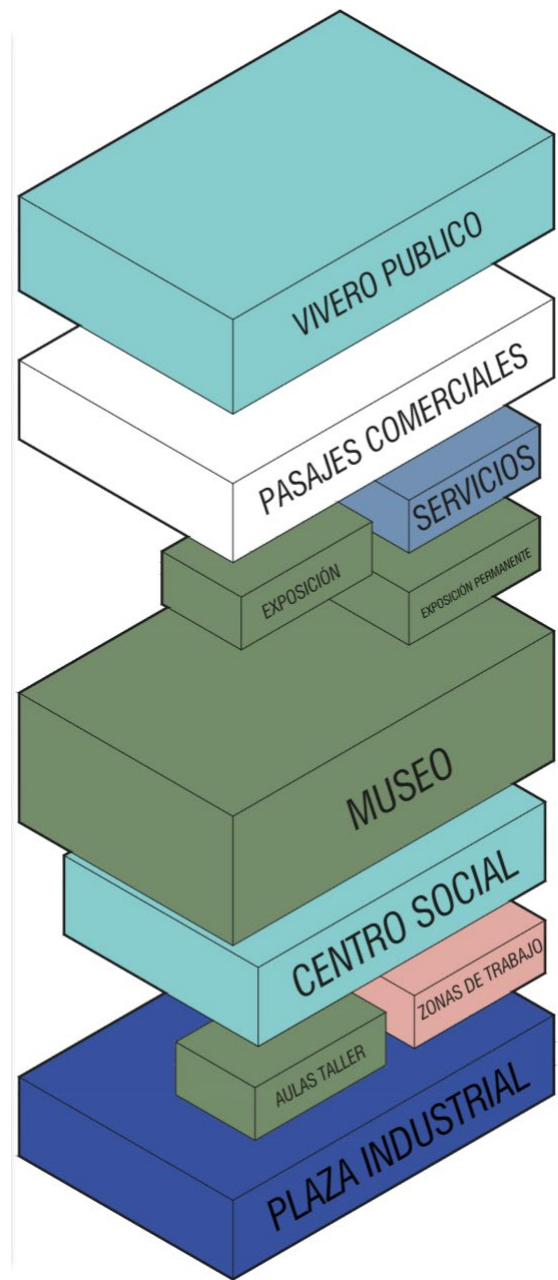 VIVERO PUBLICO
PASAJES COMERCIALES
SERVICIOS
EXPOSICIÓN
EXPOSICIÓN PERMANENTE
MUSEO
CENTRO SOCIAL
ZONAS DE TRABAJO
AULAS TALLER
PLAZA INDUSTRIAL